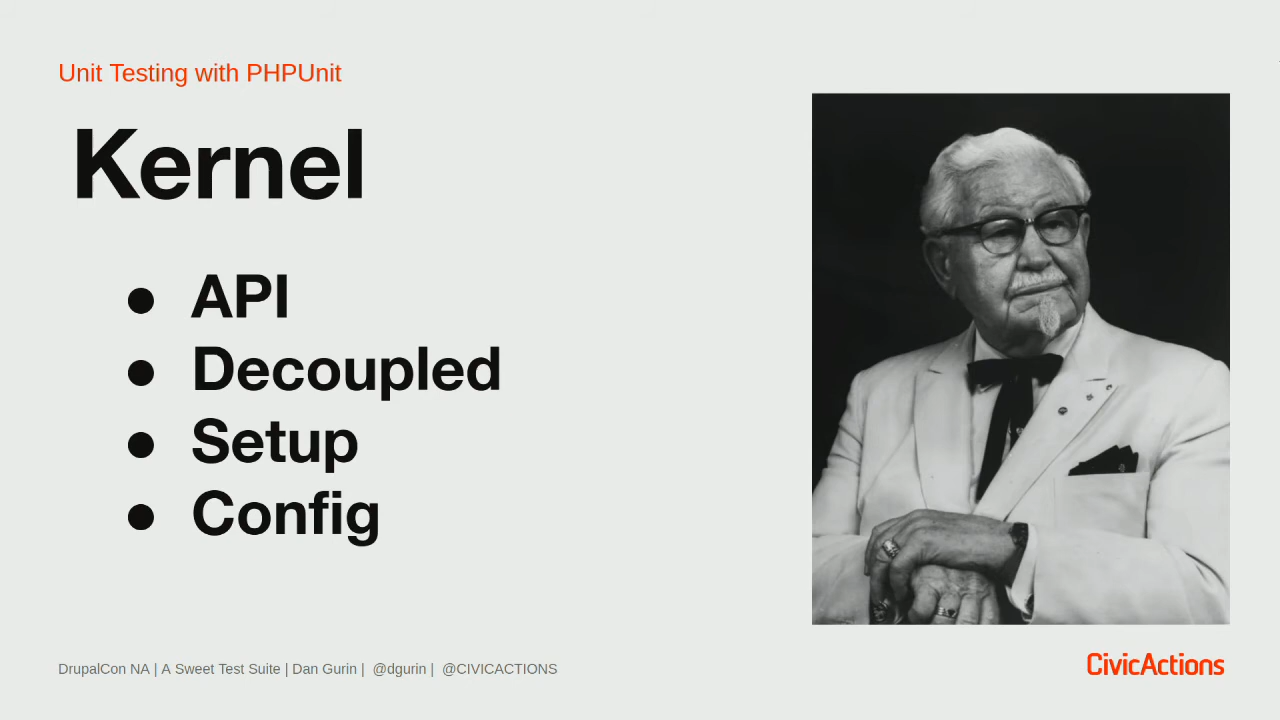 Unit Testing with PHPUnit
Kernel
● API
● Decoupled
● Setup
● Config
DrupalCon NA | A Sweet Test Suite | Dan Gurin | @dgurin | @CIVICACTIONS
CivicActions